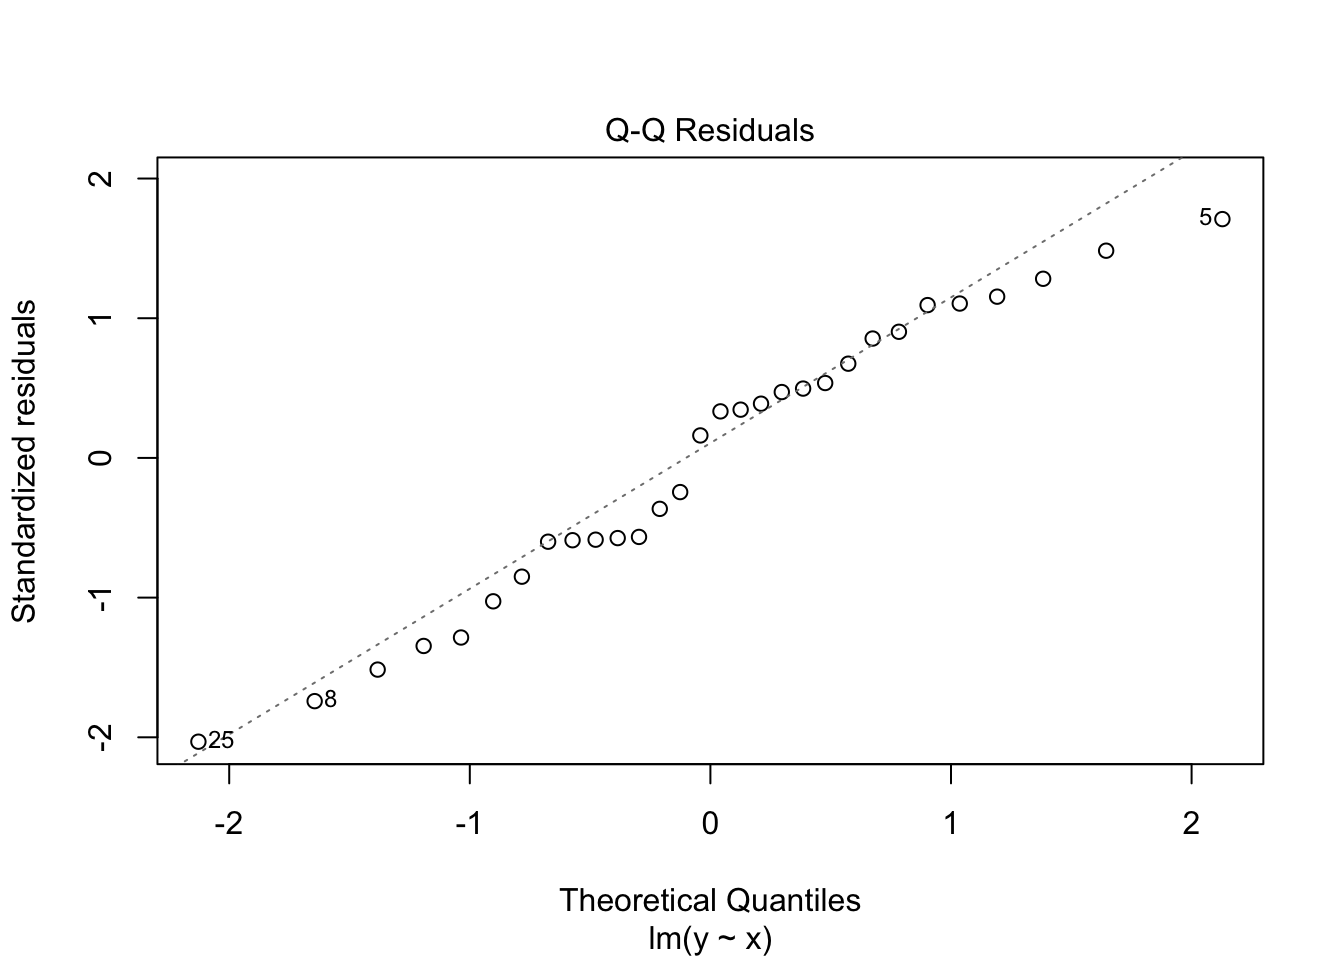 Q-Q Residuals
2
1
0
-1
-2
Standardized residuals
5
8
25
-2 -1 0 1 2
Theoretical Quantiles
lm(y ~ x)